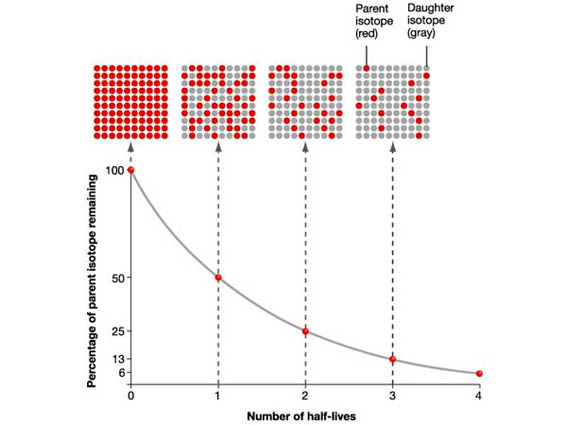 Parent
isotope
(red)
Daughter
isotope
(gray)
Percentage of parent isotope remaining
100
50
25
13
6
0
1
2
3
4
Number of half-lives